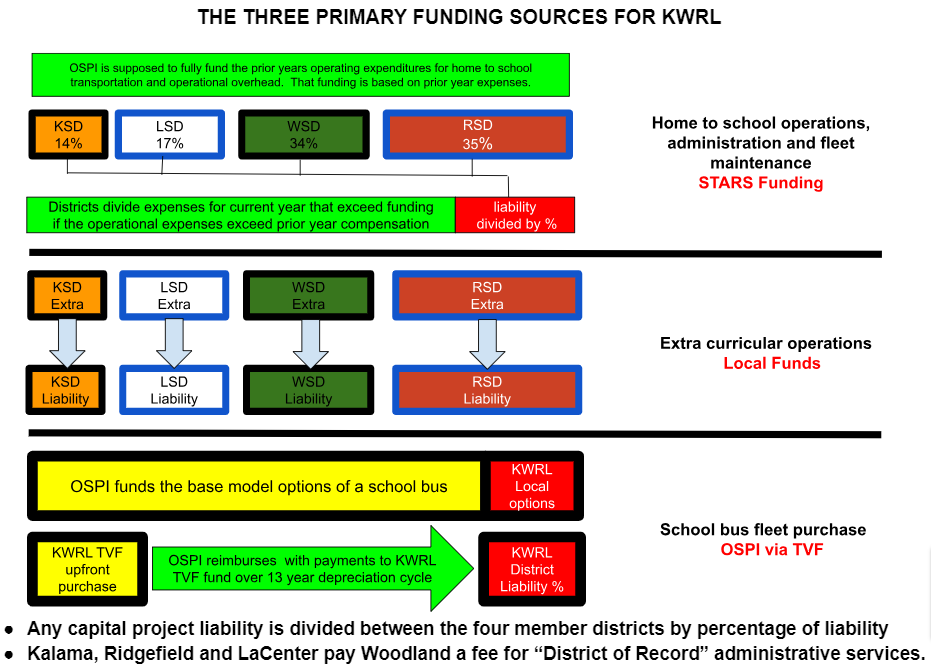 THE THREE PRIMARY FUNDING SOURCES FOR KWRL
OSPI is supposed to fully fund the prior years operating expenditures for home to school
transportation and operational overhead. That funding is based on prior year expenses.
KSD
14%
LSD
17%
WSD
34%
RSD
35%
Home to school operations,
administration and fleet
maintenance
STARS Funding
Districts divide expenses for current year that exceed funding
if the operational expenses exceed prior year compensation
liability
divided by %
KSD
Extra
LSD
Extra
WSD
Extra
RSD
Extra
Extra curricular operations
Local Funds
KSD
Liability
LSD
Liability
WSD
Liability
RSD
Liability
OSPI funds the base model options of a school bus
KWRL
Local
options
School bus fleet purchase
OSPI via TVF
KWRL TVF
upfront
purchase
OSPI reimburses with payments to KWRL
TVF fund over 13 year depreciation cycle
KWRL
District
Liability %
● Any capital project liability is divided between the four member districts by percentage of liability
● Kalama, Ridgefield and LaCenter pay Woodland a fee for “District of Record” administrative services.